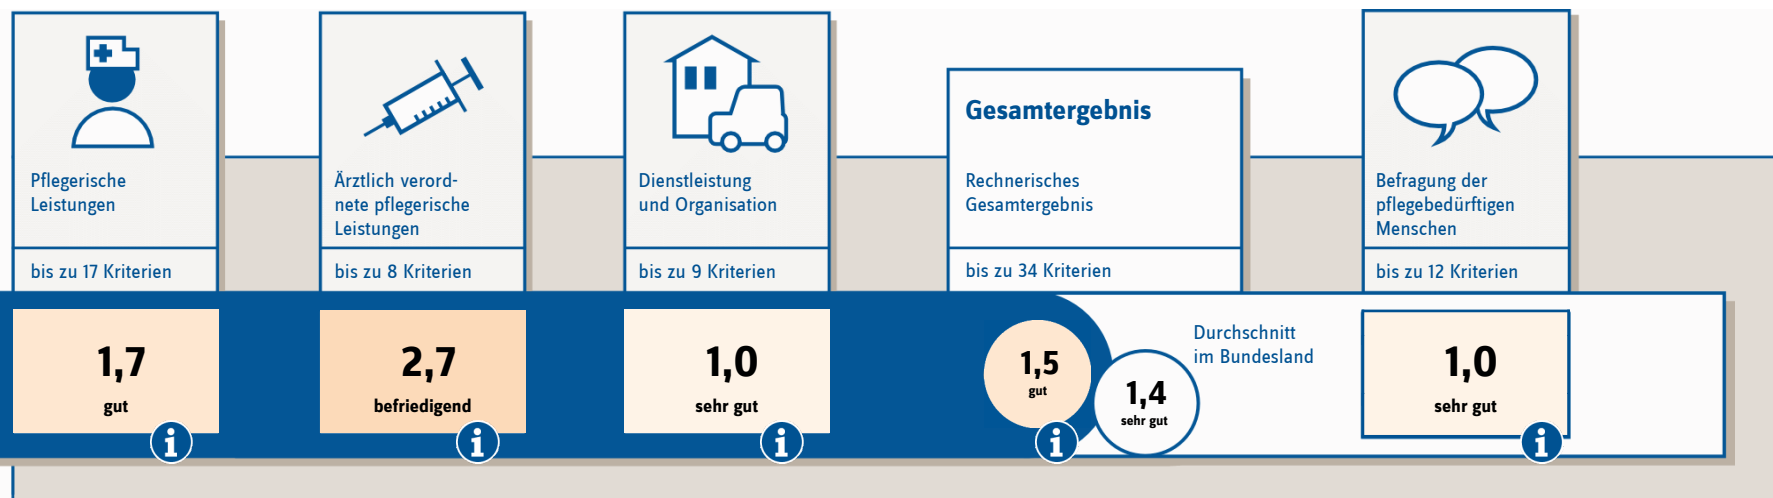 Pflegerische
Leistungen
bis zu 17 Kriterien
1,7
gut
i
Ärztlich verord-
nete pflegerische
Leistungen
bis zu 8 Kriterien
2,7
befriedigend
i
Dienstleistung
und Organisation
bis zu 9 Kriterien
1,0
sehr gut
i
Gesamtergebnis
Rechnerisches
Gesamtergebnis
bis zu 34 Kriterien
1,5
gut
i
1,4
sehr gut
Durchschnitt
im Bundesland
Befragung der
pflegebedürftigen
Menschen
bis zu 12 Kriterien
1,0
sehr gut
i